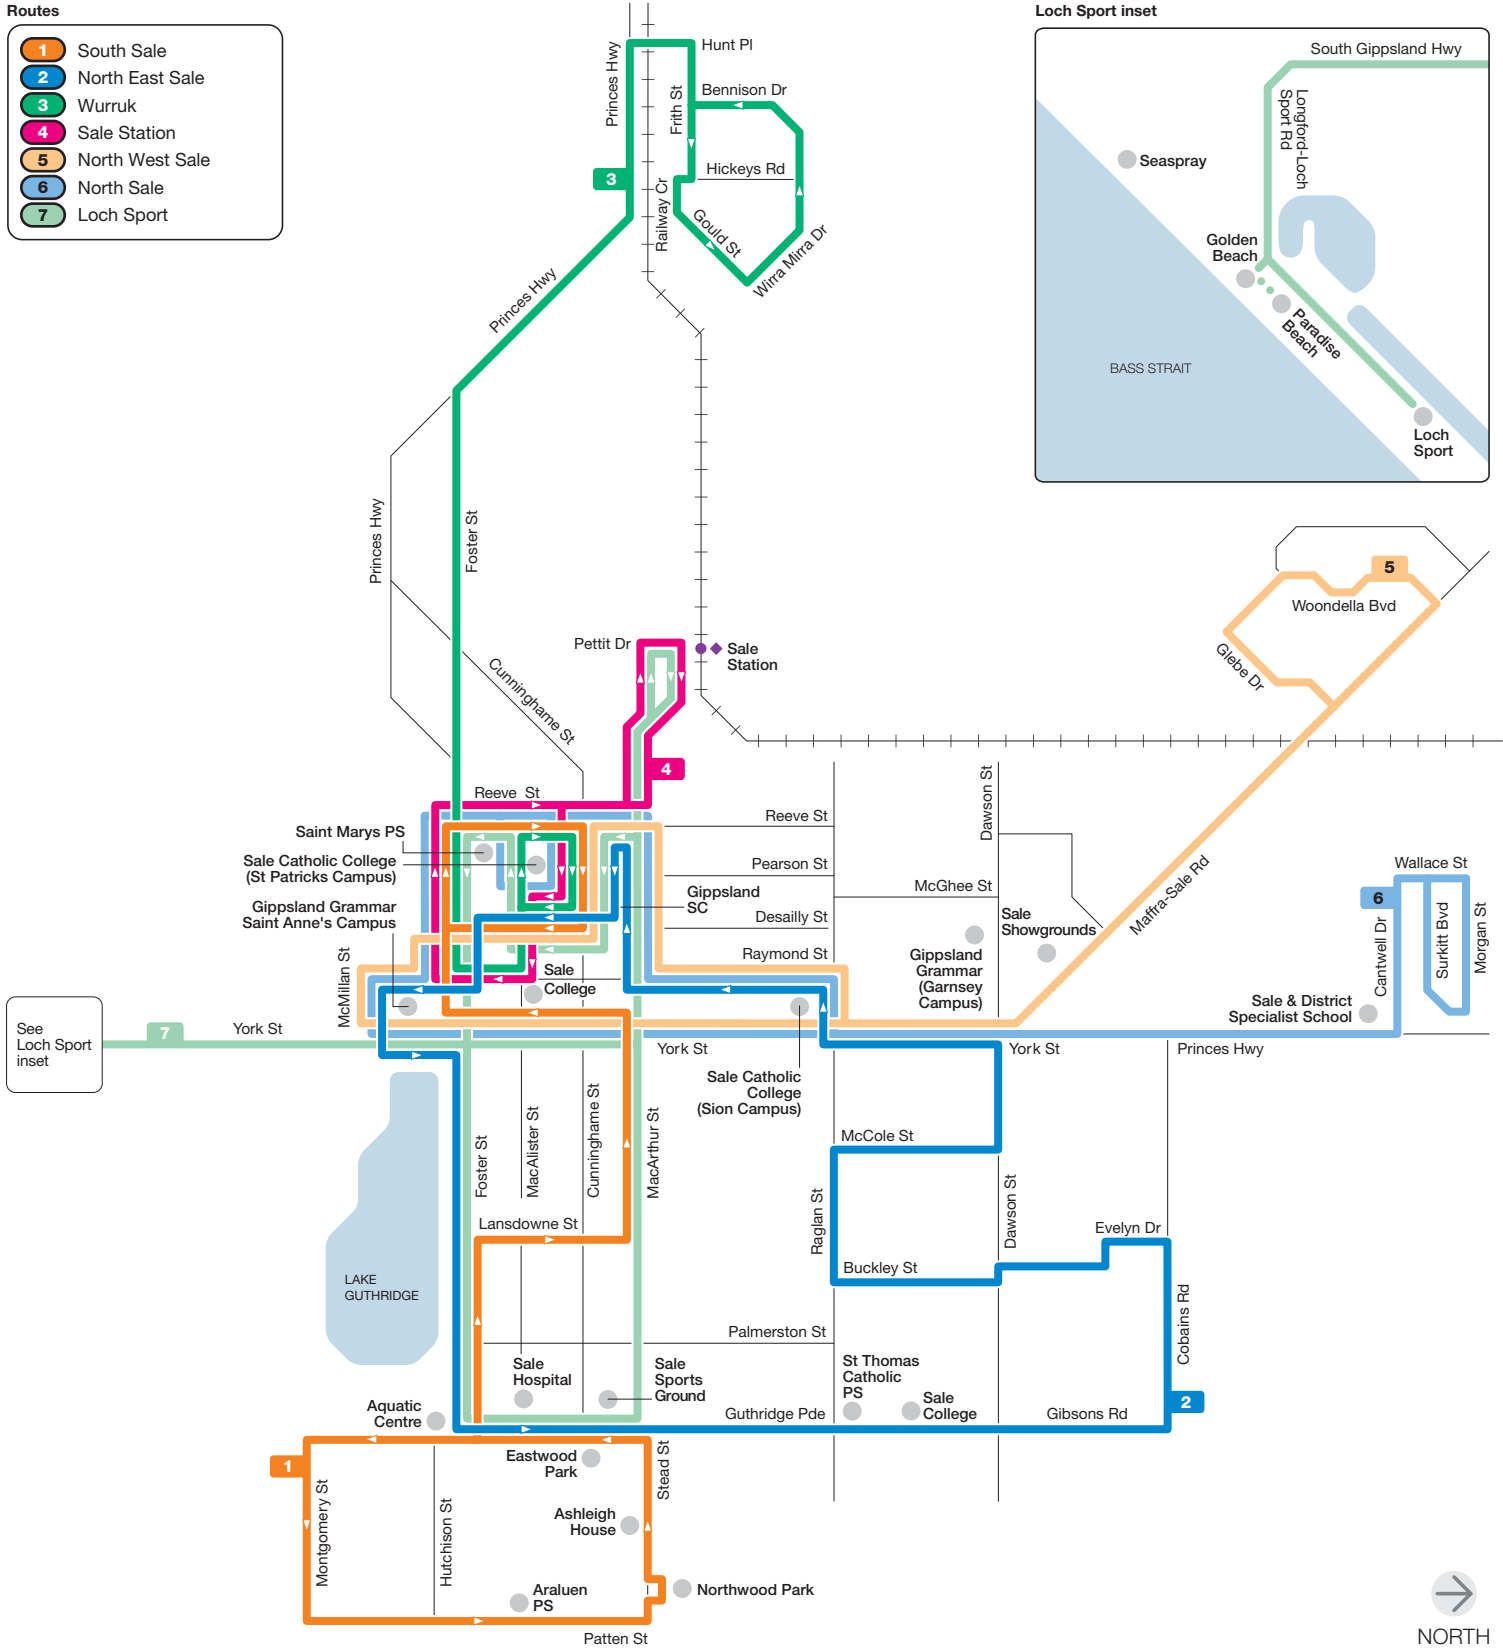 Routes
1 South Sale
2 North East Sale
3 Wurruk
4 Sale Station
5 North West Sale
6 North Sale
7 Loch Sport
Loch Sport inset
South Gippsland Hwy
Longford-Loch
Sport Rd
Seaspray
Golden
Beach
Paradise
Beach
BASS STRAIT
Loch
Sport
Princes Hwy
Hunt Pl
Frith St
Bennison Dr
Hickeys Rd
3
Railway Cr
Gould St
Wirra Mirra Dr
Princes Hwy
Princes Hwy
Foster St
Cunninghame St
Pettit Dr
Sale
Station
4
5
Woondella Bvd
Glebe Dr
Maffra-Sale Rd
Reeve St
Saint Marys PS
Sale Catholic College
(St Patricks Campus)
Gippsland Grammar
Saint Anne's Campus
Gippsland
SC
Reeve St
Pearson St
Desailly St
Raymond St
Dawson St
McGhee St
Sale
Showgrounds
Gippsland
Grammar
(Garnsey
Campus)
Wallace St
6
Cantwell Dr
Surkitt Bvd
Morgan St
Sale & District
Specialist School
McMillan St
Sale
College
See
Loch Sport
inset
7
York St
York St
York St
Princes Hwy
Sale Catholic
College
(Sion Campus)
McCole St
Foster St
MacAlister St
Cunninghame St
MacArthur St
Raglan St
Dawson St
Lansdowne St
Evelyn Dr
Buckley St
LAKE
GUTHRIDGE
Cobains Rd
Palmerston St
Sale
Hospital
Sale
Sports
Ground
St Thomas
Catholic
PS
Sale
College
Aquatic
Centre
Guthridge Pde
Gibsons Rd
2
1
Eastwood
Park
Stead St
Montgomery St
Hutchison St
Ashleigh
House
Araluen
PS
Northwood Park
Patten St
NORTH